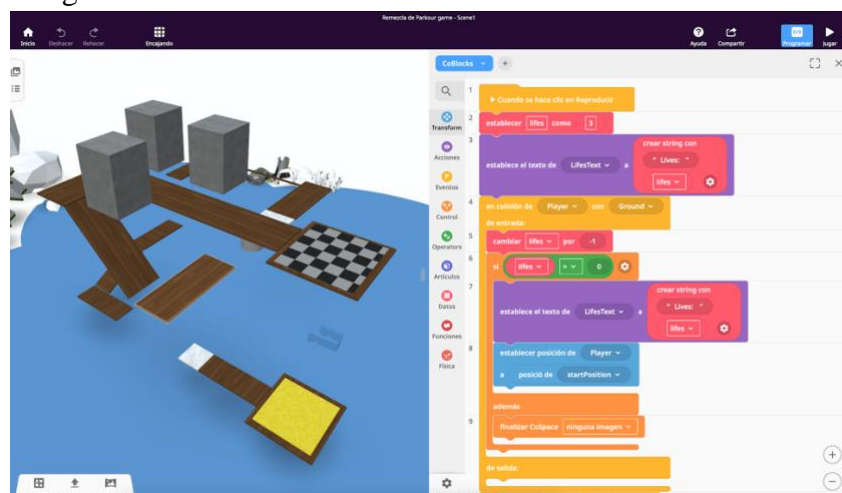 Remezcla de Parkour game - Scene1
Inicio
Deshacer
Rehacer
Encajando
Ayuda
Compartir
Programar
Jugar
CoBlocks
Transform
Acciones
Eventos
Control
Operators
Artículos
Datos
Funciones
Física
1
Cuando se hace clic en Reproducir
2
establecer lifes como 3
3
crear string con
establece el texto de LifesText a " Lives: "
lifes
4
en colisión de Player con Ground
de entrada:
5
cambiar lifes por -1
6
si lifes > 0
7
crear string con
establece el texto de LifesText a " Lives: "
lifes
8
establecer posición de Player
a posició de startPosition
además
9
finalizar CoSpace ninguna imagen
de salida: